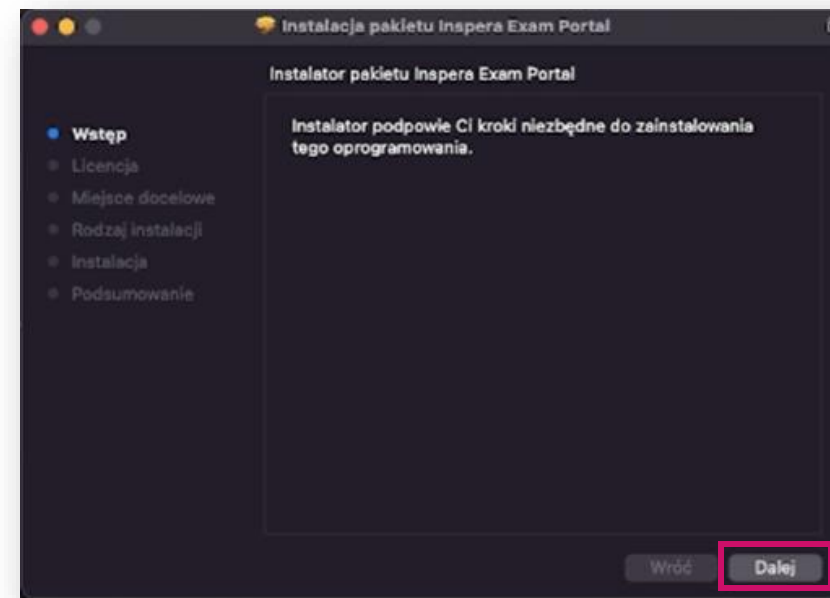 Instalacja pakietu Inspera Exam Portal
Instalator pakietu Inspera Exam Portal
Wstęp
Licencja
Miejsce docelowe
Rodzaj instalacji
Instalacja
Podsumowanie
Instalator podpowie Ci kroki niezbędne do zainstalowania
tego oprogramowania.
Wróć
Dalej